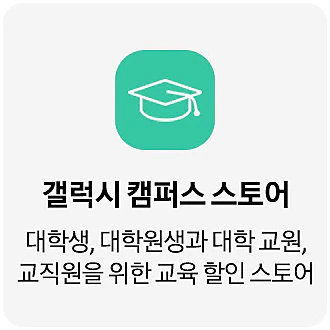 갤럭시 캠퍼스 스토어
대학생, 대학원생과 대학 교원,
교직원을 위한 교육 할인 스토어